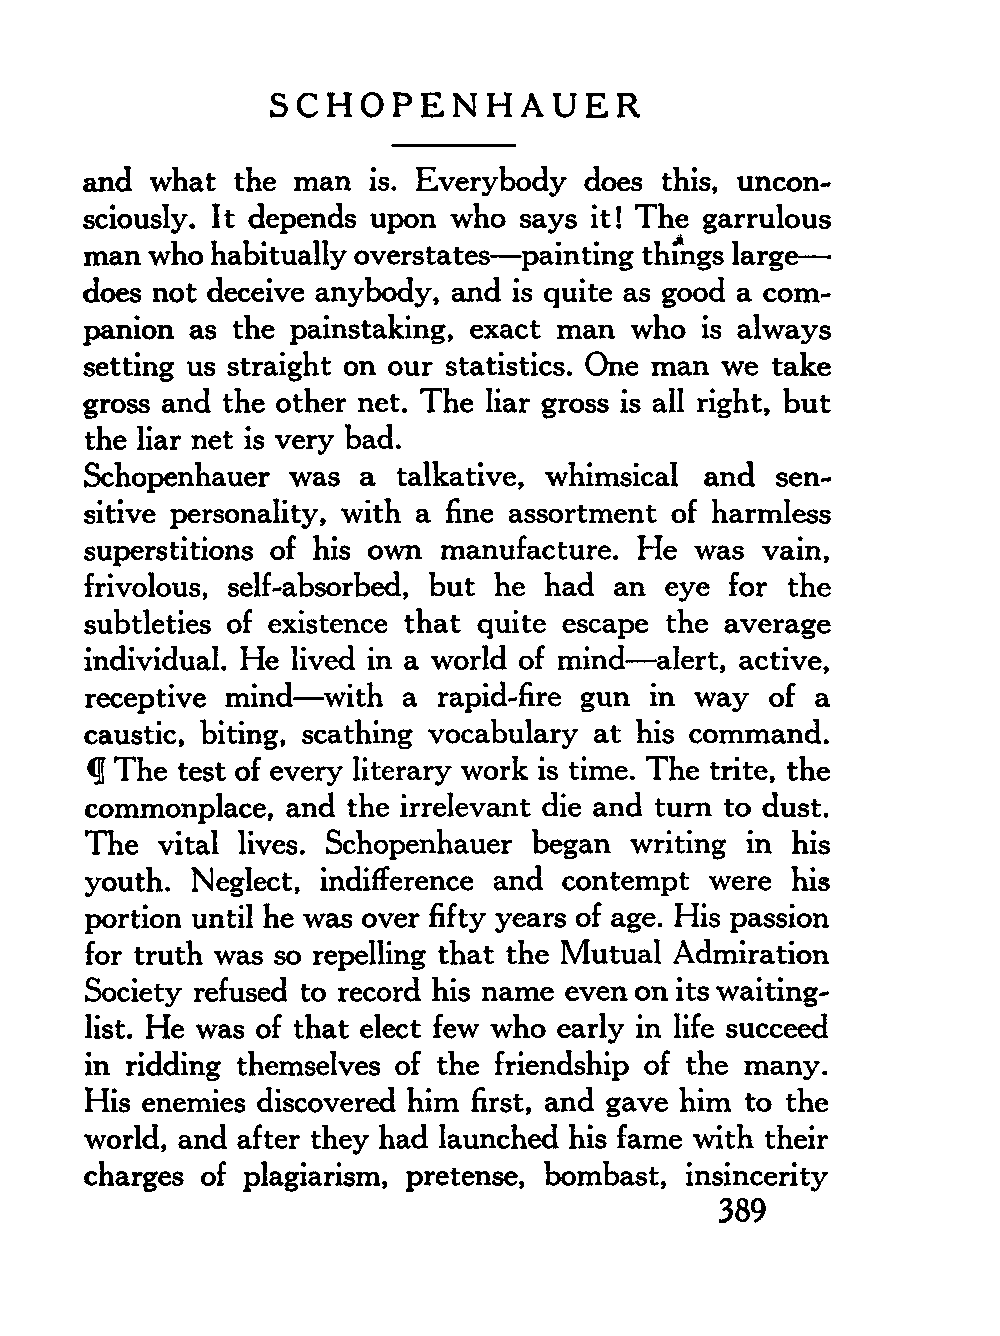 SCHOPENHAUER
and what the man is. Everybody does this, uncon-
sciously. It depends upon who says it! The garrulous
man who habitually overstates—painting things large—
does not deceive anybody, and is quite as good a com-
panion as the painstaking, exact man who is always
setting us straight on our statistics. One man we take
gross and the other net. The liar gross is all right, but
the liar net is very bad.
Schopenhauer was a talkative, whimsical and sen-
sitive personality, with a fine assortment of harmless
superstitions of his own manufacture. He was vain,
frivolous, self-absorbed, but he had an eye for the
subtleties of existence that quite escape the average
individual. He lived in a world of mind—alert, active,
receptive mind—with a rapid-fire gun in way of a
caustic, biting, scathing vocabulary at his command.
¶ The test of every literary work is time. The trite, the
commonplace, and the irrelevant die and turn to dust.
The vital lives. Schopenhauer began writing in his
youth. Neglect, indifference and contempt were his
portion until he was over fifty years of age. His passion
for truth was so repelling that the Mutual Admiration
Society refused to record his name even on its waiting-
list. He was of that elect few who early in life succeed
in ridding themselves of the friendship of the many.
His enemies discovered him first, and gave him to the
world, and after they had launched his fame with their
charges of plagiarism, pretense, bombast, insincerity
389